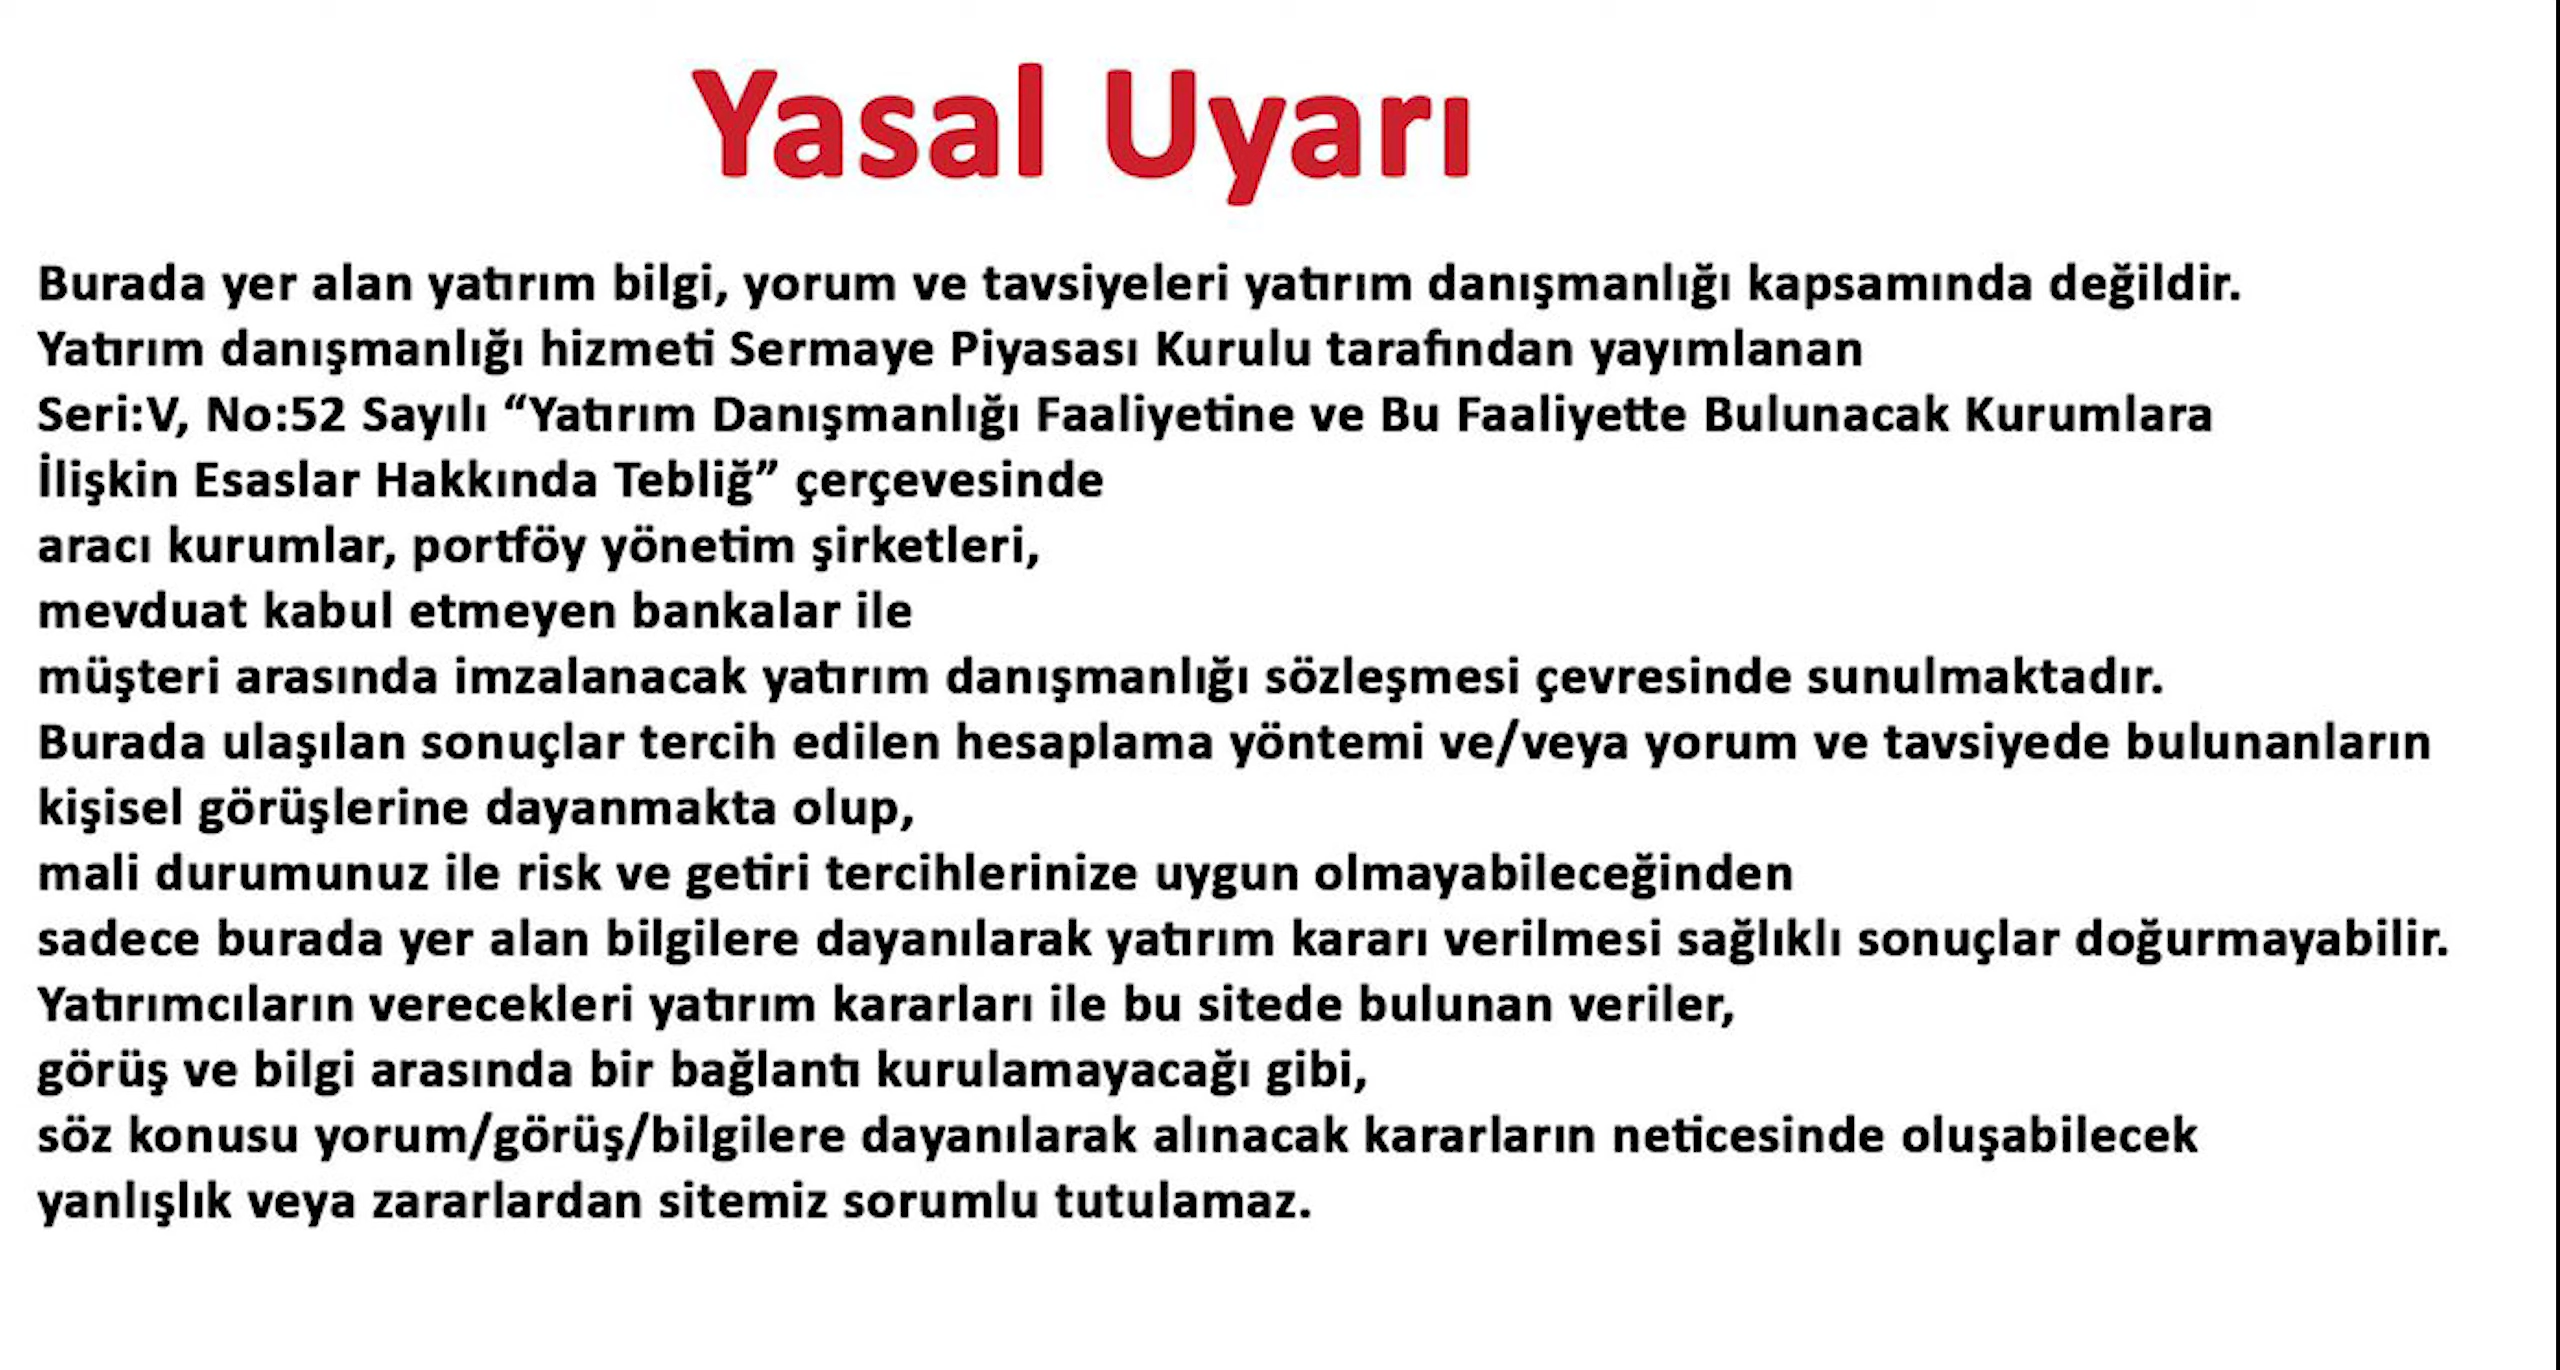 Yasal Uyarı
Burada yer alan yatırım bilgi, yorum ve tavsiyeleri yatırım danışmanlığı kapsamında değildir.
Yatırım danışmanlığı hizmeti Sermaye Piyasası Kurulu tarafından yayımlanan
Seri:V, No:52 Sayılı “Yatırım Danışmanlığı Faaliyetine ve Bu Faaliyette Bulunacak Kurumlara
İlişkin Esaslar Hakkında Tebliğ” çerçevesinde
aracı kurumlar, portföy yönetim şirketleri,
mevduat kabul etmeyen bankalar ile
müşteri arasında imzalanacak yatırım danışmanlığı sözleşmesi çevresinde sunulmaktadır.
Burada ulaşılan sonuçlar tercih edilen hesaplama yöntemi ve/veya yorum ve tavsiyede bulunanların
kişisel görüşlerine dayanmakta olup,
mali durumunuz ile risk ve getiri tercihlerinize uygun olmayabileceğinden
sadece burada yer alan bilgilere dayanılarak yatırım kararı verilmesi sağlıklı sonuçlar doğurmayabilir.
Yatırımcıların verecekleri yatırım kararları ile bu sitede bulunan veriler,
görüş ve bilgi arasında bir bağlantı kurulamayacağı gibi,
söz konusu yorum/görüş/bilgilere dayanılarak alınacak kararların neticesinde oluşabilecek
yanlışlık veya zararlardan sitemiz sorumlu tutulamaz.